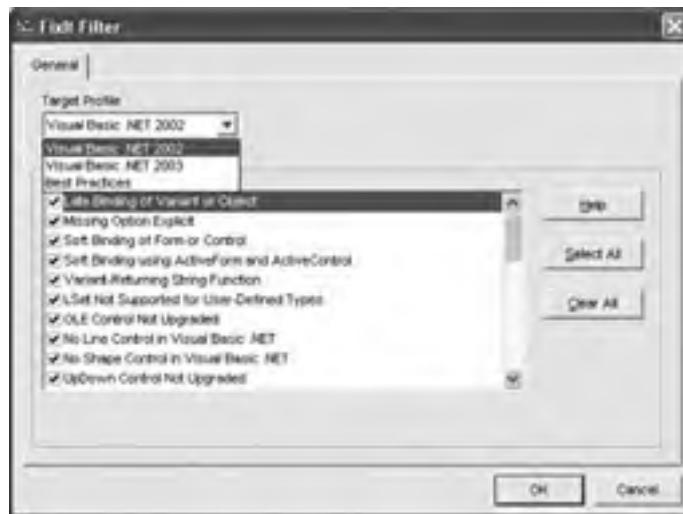 FixIt Filter
General
Target Profile
Visual Basic .NET 2002
Visual Basic .NET 2002
Visual Basic .NET 2003
Best Practices
Late Binding of Variant or Object
Missing Option Explicit
Soft Binding of Form or Control
Soft Binding using ActiveForm and ActiveControl
Variant-Returning String Function
LSet Not Supported for User-Defined Types
OLE Control Not Upgraded
No Line Control in Visual Basic .NET
No Shape Control in Visual Basic .NET
UpDown Control Not Upgraded
Help
Select All
Clear All
OK
Cancel